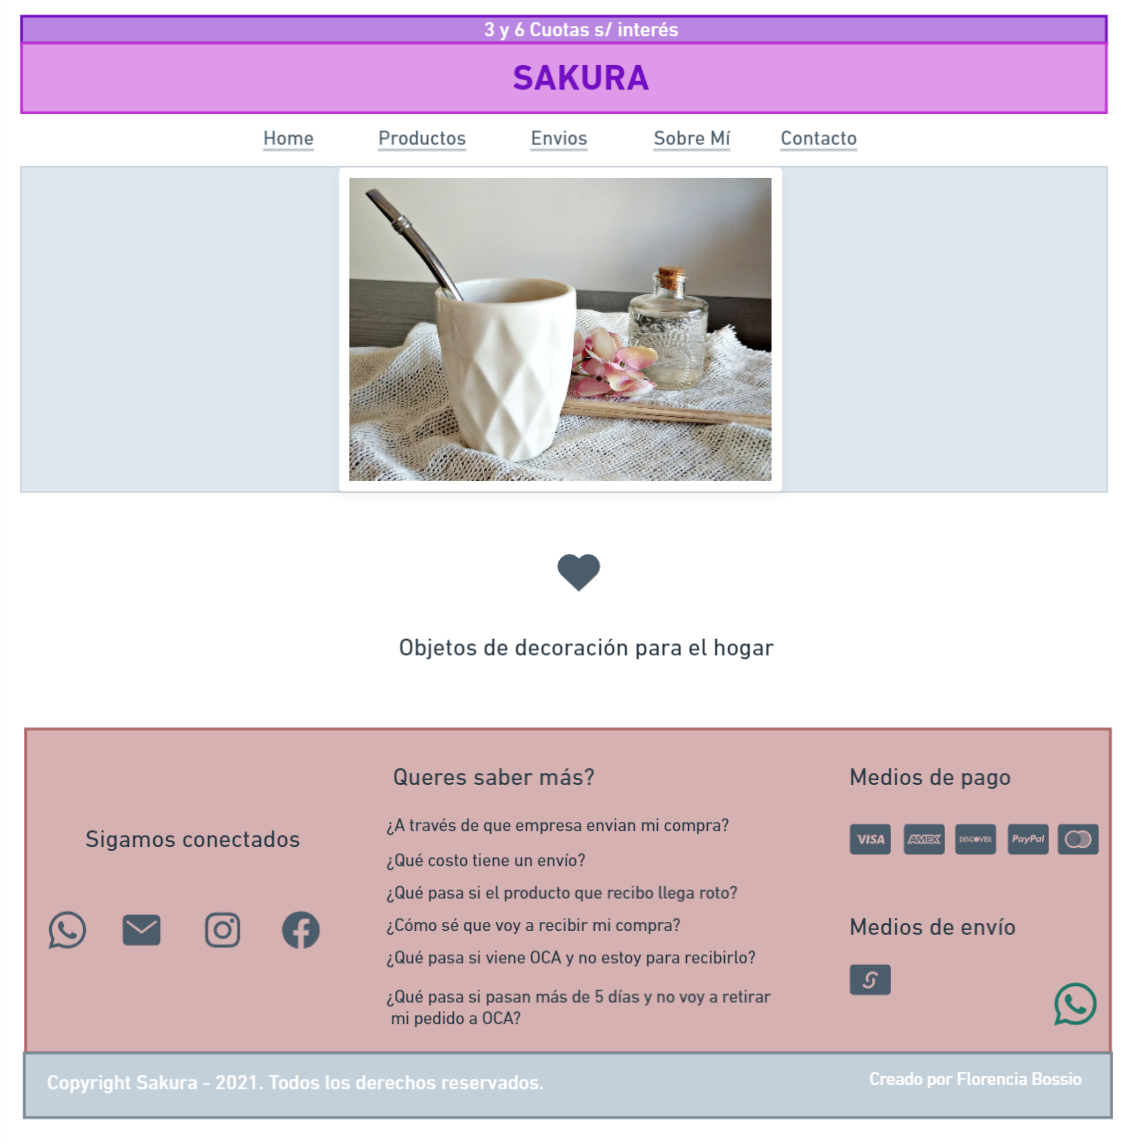 3 y 6 Cuotas s/ interés
SAKURA
Home Productos Envios Sobre Mí Contacto
Objetos de decoración para el hogar
Sigamos conectados
Queres saber más?
¿A través de que empresa envian mi compra?
¿Qué costo tiene un envío?
¿Qué pasa si el producto que recibo llega roto?
¿Cómo sé que voy a recibir mi compra?
¿Qué pasa si viene OCA y no estoy para recibirlo?
¿Qué pasa si pasan más de 5 días y no voy a retirar
mi pedido a OCA?
Medios de pago
VISA AMEX DISCOVER PayPal
Medios de envío
Copyright Sakura - 2021. Todos los derechos reservados.
Creado por Florencia Bossio